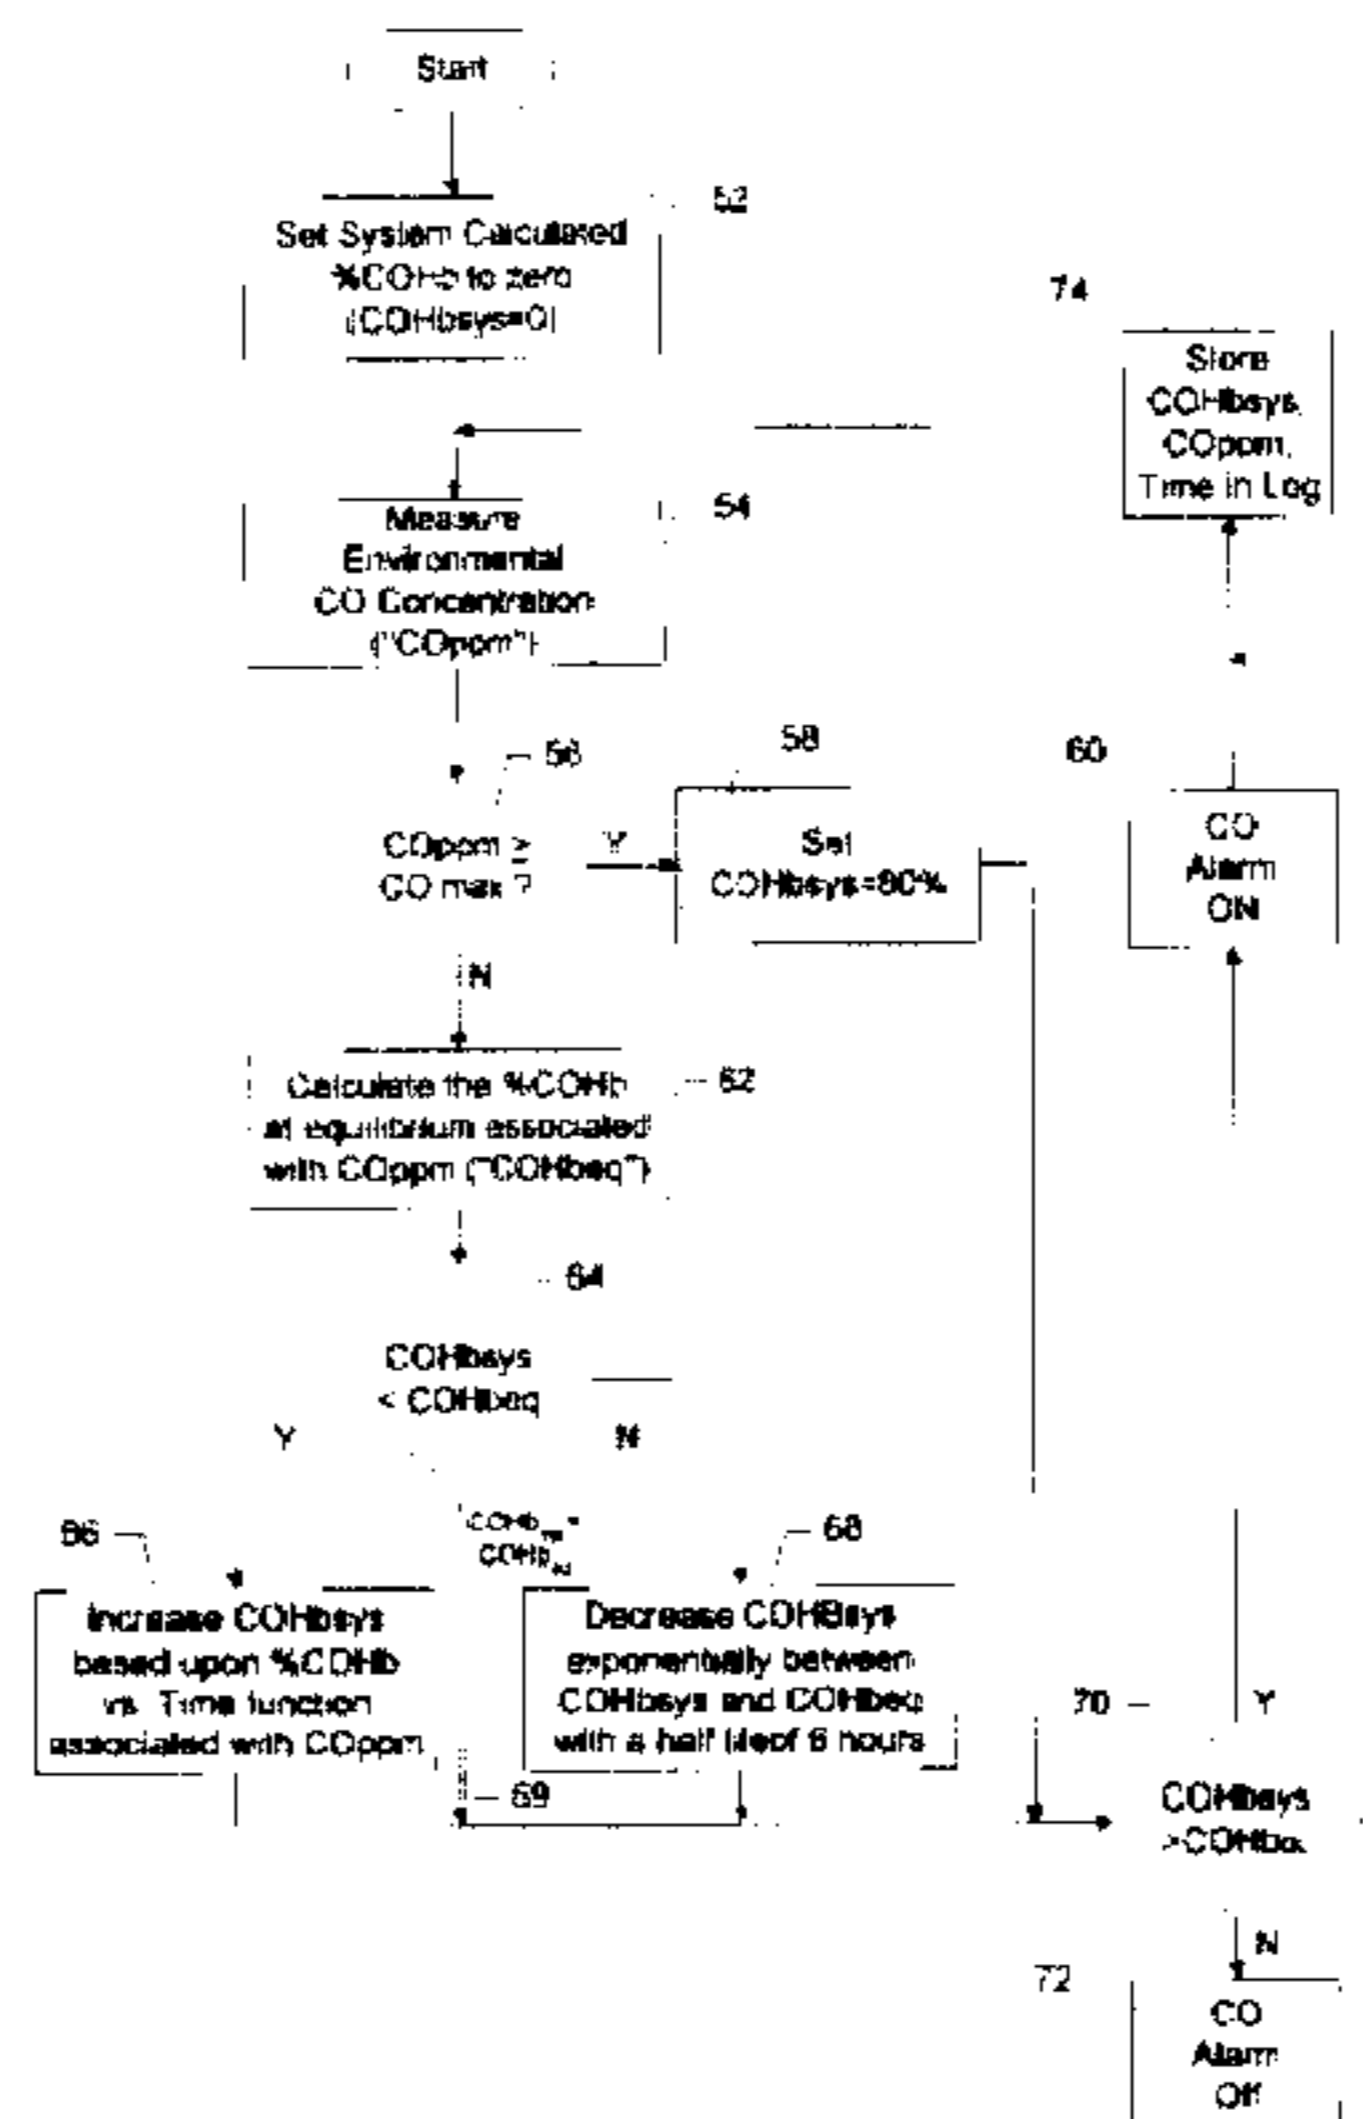 Start
52
Set System Calculated
%COHb to zero
(COHbsys=0)
74
Store
COHbsys,
COppm,
Time in Log
54
Measure
Environmental
CO Concentration
("COppm")
56
58
60
COppm ≥
CO max ?
Y
Set
COHbsys=80%
CO
Alarm
ON
N
62
Calculate the %COHb
at equilibrium associated
with COppm ("COHbeq")
64
COHbsys
< COHbeq
Y
N
COHb
COHb
66
68
Increase COHbsys
based upon %COHb
vs. Time function
associated with COppm
Decrease COHBsys
exponentially between
COHbsys and COHbeq
with a half lifeof 6 hours
70
Y
69
COHbsys
N
72
CO
Alarm
Off